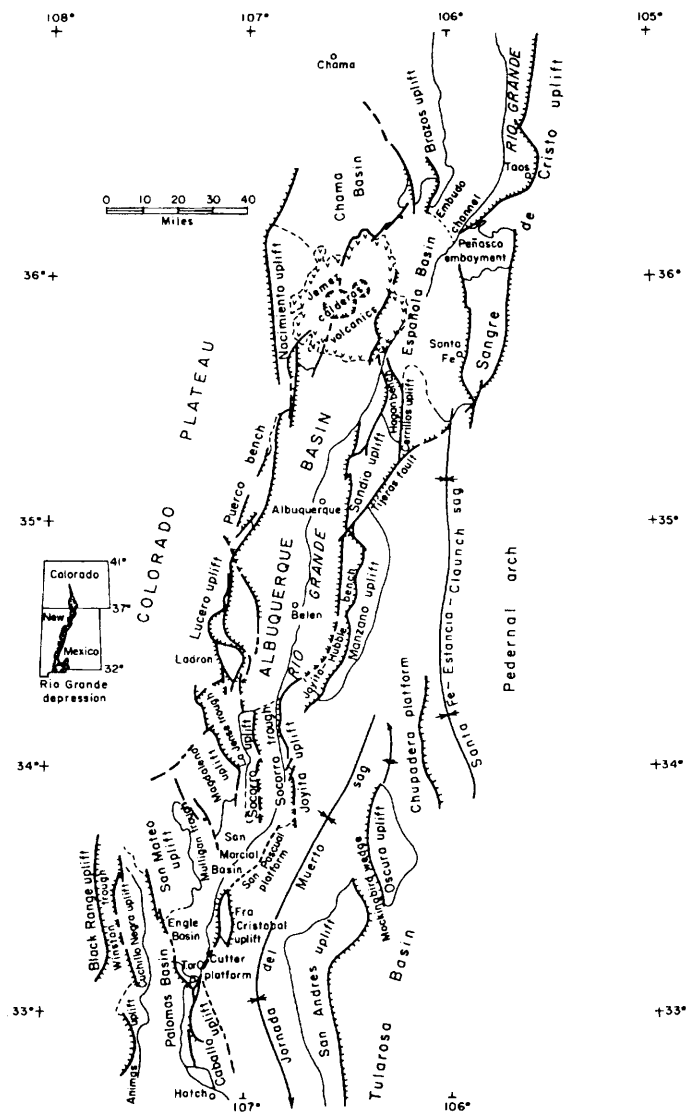 108°
107°
106°
105°
Chama
Brazos uplift
RIO GRANDE
Cristo uplift
Taos
Chama
Basin
0 10 20 30 40
Miles
Embudo
channel
de
Peñasco
embayment
36°
36°
Nacimiento uplift
Jemez
calderas
volcanics
Española Basin
Santa
Fe
Sangre
COLORADO PLATEAU
Hagan bench
Cerrillos uplift
Puerco bench
BASIN
Sandia uplift
Tijeras fault
Albuquerque
35°
35°
ALBUQUERQUE
RIO GRANDE
Lucero uplift
Belen
Joyita-Hubble bench
Manzano uplift
Santa Fe-Estancia-Claunch sag
Pedernal arch
41°
Colorado
37°
New
Mexico
32°
Rio Grande
depression
Ladron
La Jensa trough
Magdalena
uplift
Socorro
uplift
Socorro trough
Joyita uplift
Chupadera platform
34°
34°
San Mateo
uplift
Mulligan trough
San
Marcial
Basin
San Pascual
platform
Jornada del Muerto sag
Mockingbird wedge
Oscura uplift
Black Range uplift
Winston
trough
Cuchillo Negra uplift
Engle
Basin
Fra
Cristobal
uplift
TorC
Cutter
platform
Palomas Basin
San Andres uplift
Tularosa Basin
33°
33°
Animas
uplift
Caballo uplift
Hatch
107°
106°